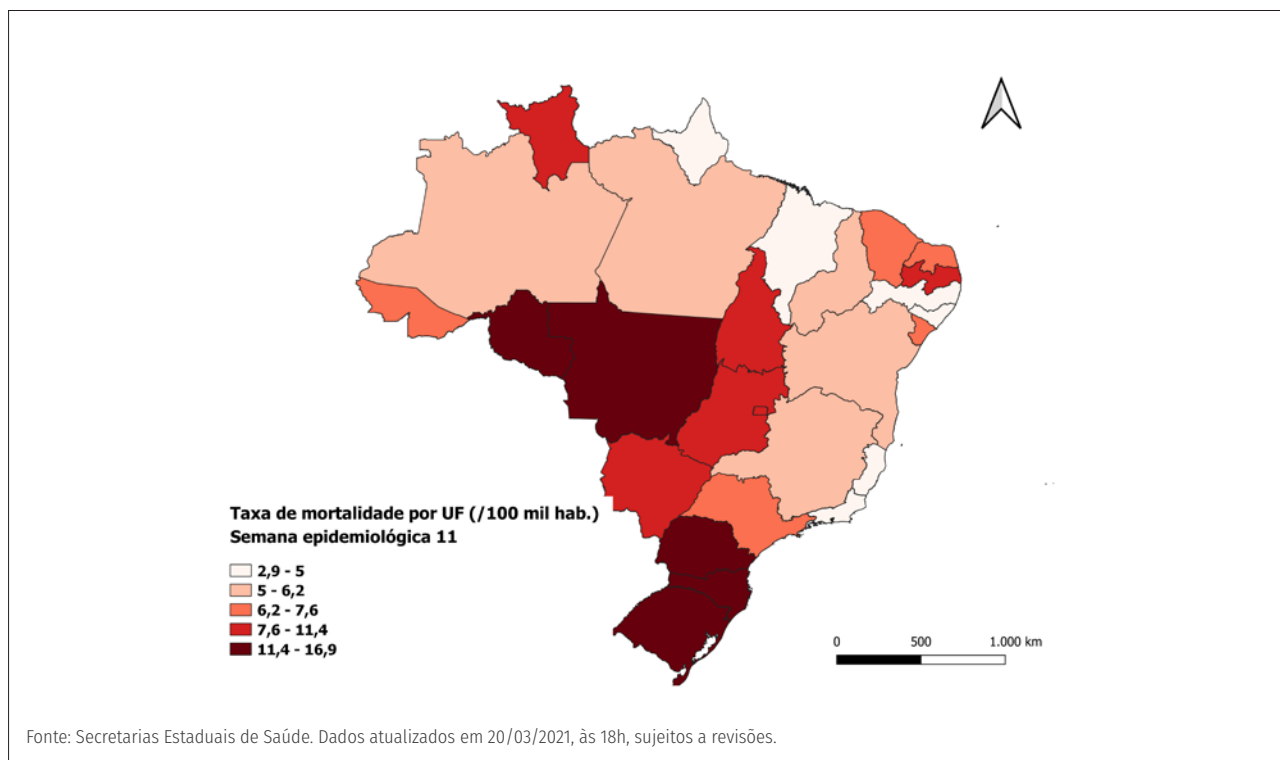 Taxa de mortalidade por UF (/100 mil hab.)
Semana epidemiológica 11
2,9 - 5
5 - 6,2
6,2 - 7,6
7,6 - 11,4
11,4 - 16,9
0 500 1.000 km
Fonte: Secretarias Estaduais de Saúde. Dados atualizados em 20/03/2021, às 18h, sujeitos a revisões.